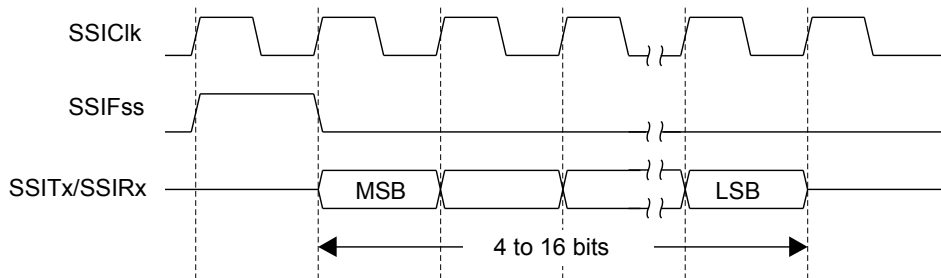 SSIClk
SSIFss
SSITx/SSIRx
MSB
LSB
4 to 16 bits